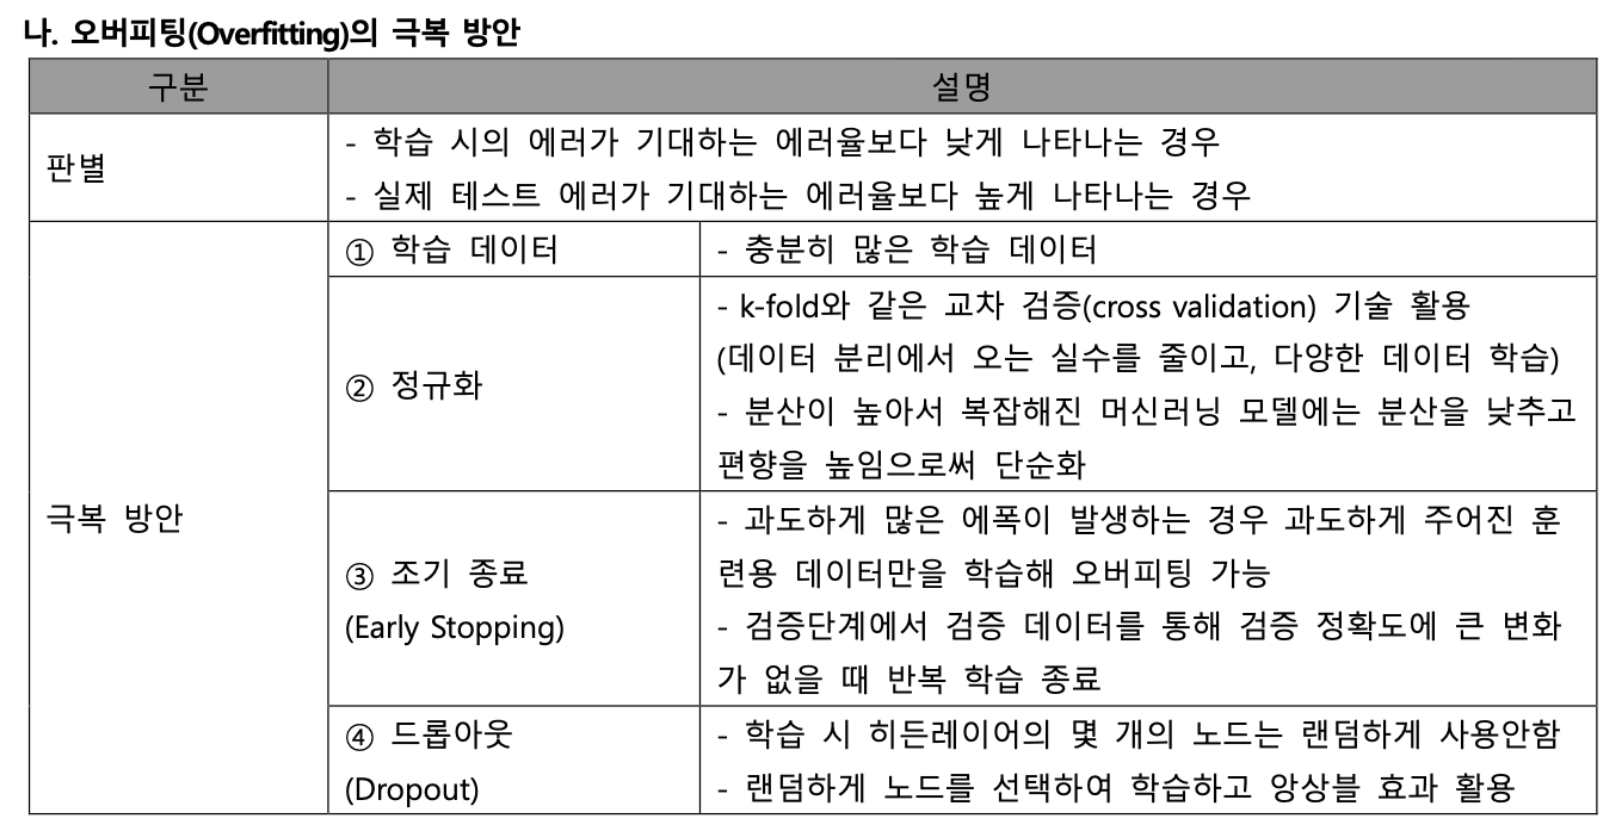 나. 오버피팅(Overfitting)의 극복 방안
구분
설명
판별
- 학습 시의 에러가 기대하는 에러율보다 낮게 나타나는 경우
- 실제 테스트 에러가 기대하는 에러율보다 높게 나타나는 경우
극복 방안
① 학습 데이터
- 충분히 많은 학습 데이터
② 정규화
- k-fold와 같은 교차 검증(cross validation) 기술 활용
(데이터 분리에서 오는 실수를 줄이고, 다양한 데이터 학습)
- 분산이 높아서 복잡해진 머신러닝 모델에는 분산을 낮추고
편향을 높임으로써 단순화
③ 조기 종료
(Early Stopping)
- 과도하게 많은 에폭이 발생하는 경우 과도하게 주어진 훈
련용 데이터만을 학습해 오버피팅 가능
- 검증단계에서 검증 데이터를 통해 검증 정확도에 큰 변화
가 없을 때 반복 학습 종료
④ 드롭아웃
(Dropout)
- 학습 시 히든레이어의 몇 개의 노드는 랜덤하게 사용안함
- 랜덤하게 노드를 선택하여 학습하고 앙상블 효과 활용